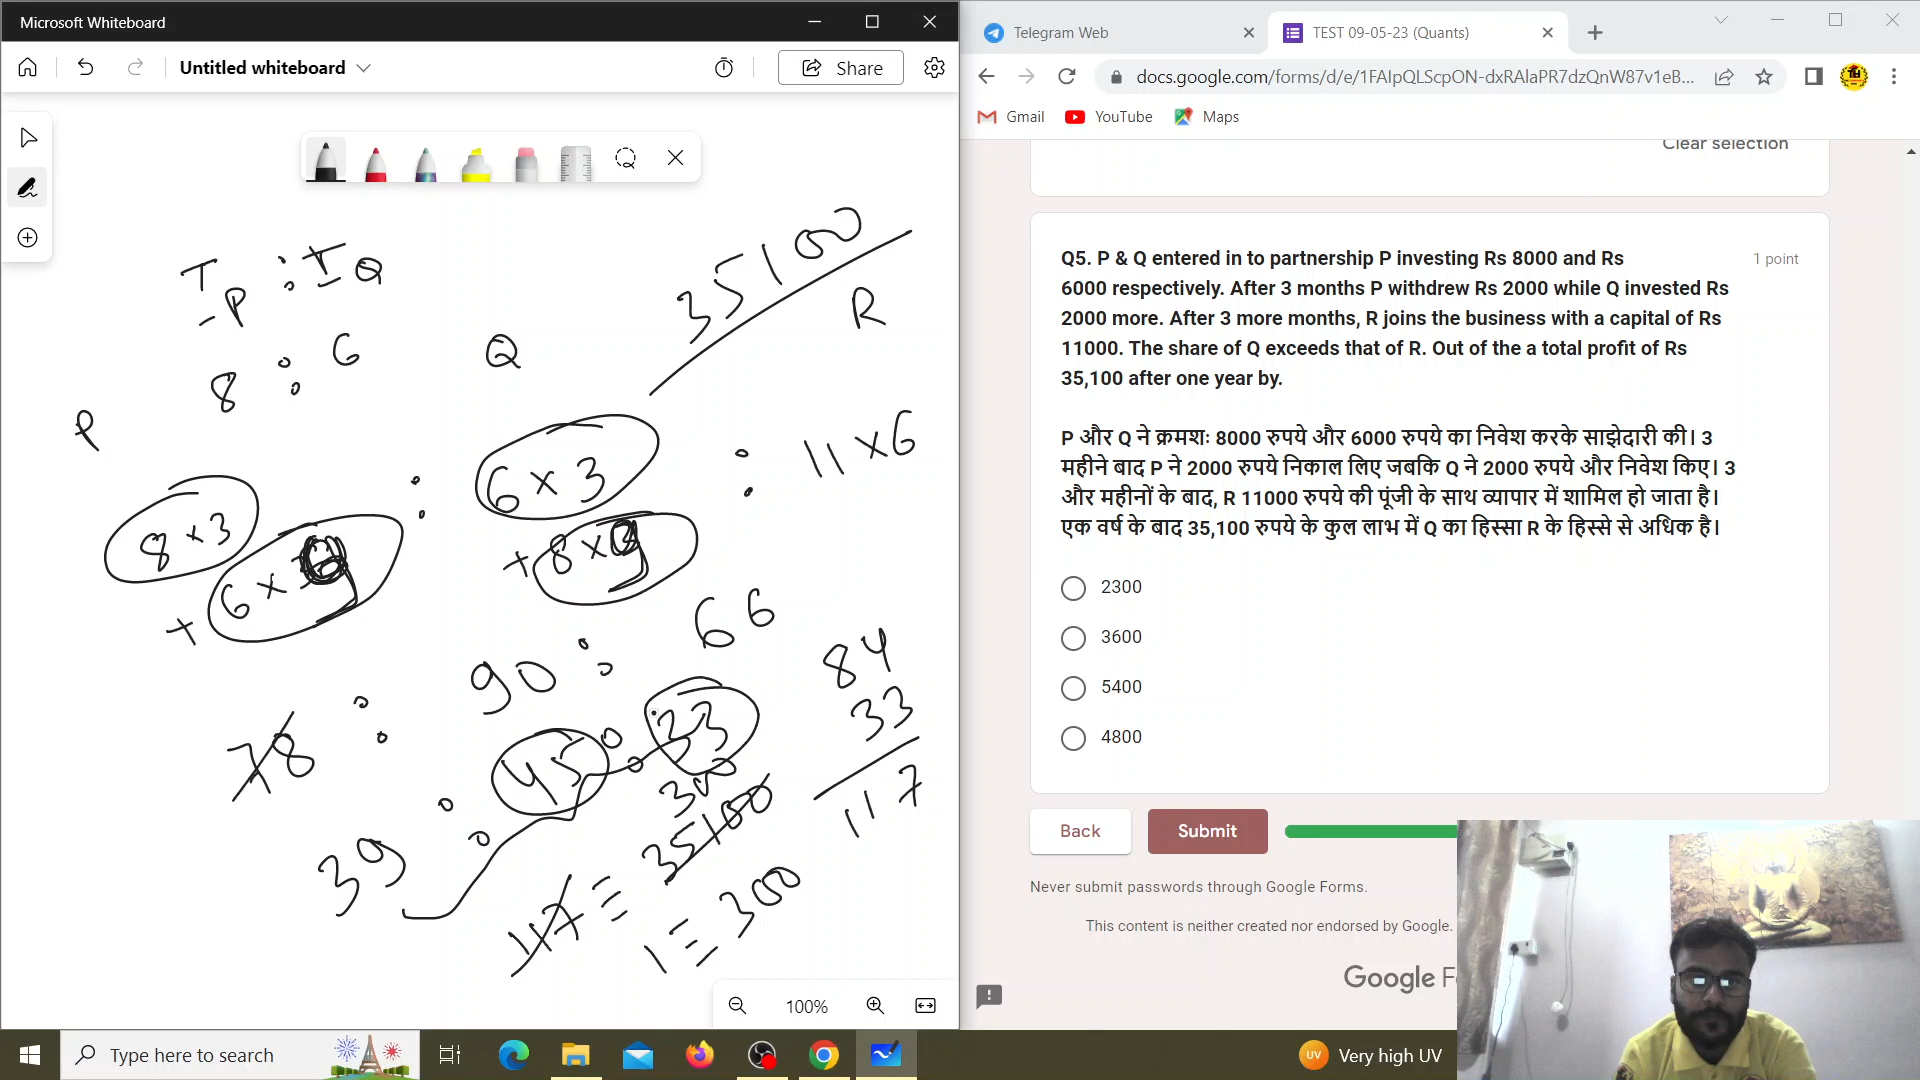 Microsoft Whiteboard
Untitled whiteboard
Share
I_P : I_Q
8 : 6
P
Q
R
35100
8 × 3
+ 6 × 9
:
6 × 3
+ 8 × 9
: 11 × 6
78 : 90 : 66
39 : 45 : 33
84
33
117
117 ≡ 35100
300
1 ≡ 300
100%
Telegram Web
TEST 09-05-23 (Quants)
docs.google.com/forms/d/e/1FAIpQLScpON-dxRAlaPR7dzQnW87v1eB...
Gmail
YouTube
Maps
Clear selection
Q5. P & Q entered in to partnership P investing Rs 8000 and Rs
1 point
6000 respectively. After 3 months P withdrew Rs 2000 while Q invested Rs
2000 more. After 3 more months, R joins the business with a capital of Rs
11000. The share of Q exceeds that of R. Out of the a total profit of Rs
35,100 after one year by.
P और Q ने क्रमशः 8000 रुपये और 6000 रुपये का निवेश करके साझेदारी की। 3
महीने बाद P ने 2000 रुपये निकाल लिए जबकि Q ने 2000 रुपये और निवेश किए। 3
और महीनों के बाद, R 11000 रुपये की पूंजी के साथ व्यापार में शामिल हो जाता है।
एक वर्ष के बाद 35,100 रुपये के कुल लाभ में Q का हिस्सा R के हिस्से से अधिक है।
2300
3600
5400
4800
Back
Submit
Never submit passwords through Google Forms.
This content is neither created nor endorsed by Google.
Google F
Type here to search
UV
Very high UV